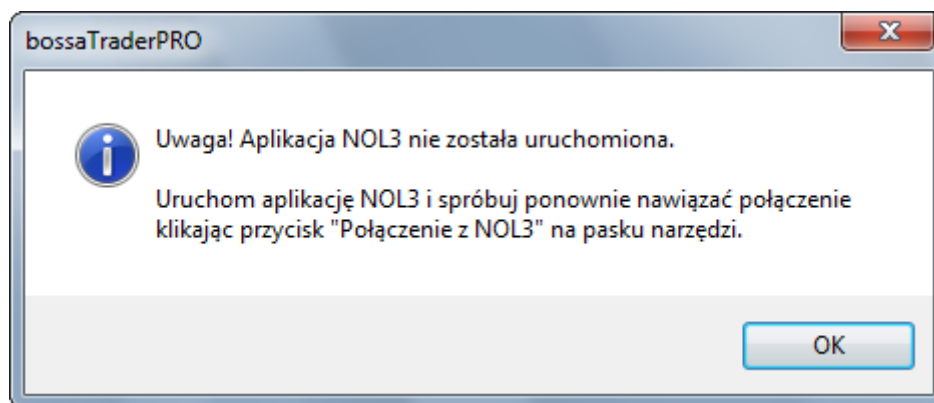 bossaTraderPRO
Uwaga! Aplikacja NOL3 nie została uruchomiona.
Uruchom aplikację NOL3 i spróbuj ponownie nawiązać połączenie
klikając przycisk "Połączenie z NOL3" na pasku narzędzi.
OK